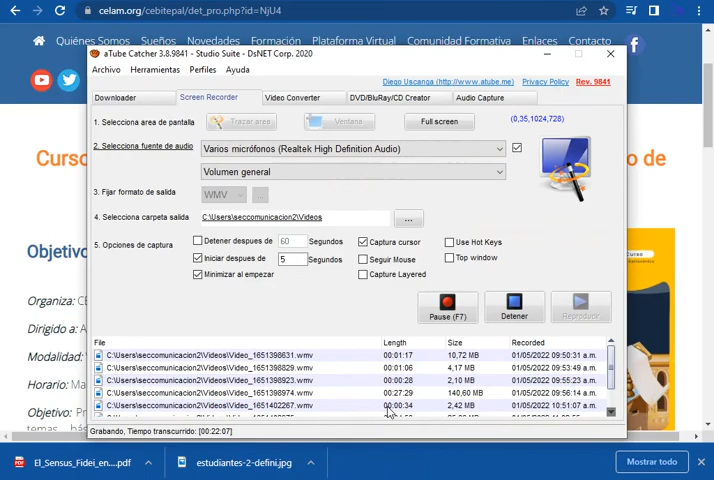 celam.org/cebitepal/det_pro.php?id=NjU4
Quiénes Somos Sueños Novedades Formación Plataforma Virtual Comunidad Formativa Enlaces Contacto
aTube Catcher 3.8.9841 - Studio Suite - DsNET Corp. 2020
Archivo Herramientas Perfiles Ayuda
Diego Uscanga (http://www.atube.me) Privacy Policy Rev. 9841
Downloader Screen Recorder Video Converter DVD/BluRay/CD Creator Audio Capture
1. Selecciona area de pantalla Trazar area Ventana Full screen (0,35,1024,728)
2. Selecciona fuente de audio Varios micrófonos (Realtek High Definition Audio)
Volumen general
3. Fijar formato de salida WMV ...
4. Selecciona carpeta salida C:\Users\seccomunicacion2\Videos ...
5. Opciones de captura Detener despues de 60 Segundos Captura cursor Use Hot Keys
Iniciar despues de 5 Segundos Seguir Mouse Top window
Minimizar al empezar Capture Layered
Pause (F7) Detener Reproducir
File Length Size Recorded
C:\Users\seccomunicacion2\Videos\Video_1651398631.wmv 00:01:17 10,72 MB 01/05/2022 09:50:31 a.m.
C:\Users\seccomunicacion2\Videos\Video_1651398829.wmv 00:01:06 4,17 MB 01/05/2022 09:53:49 a.m.
C:\Users\seccomunicacion2\Videos\Video_1651398923.wmv 00:00:28 2,10 MB 01/05/2022 09:55:23 a.m.
C:\Users\seccomunicacion2\Videos\Video_1651398974.wmv 00:27:29 140,60 MB 01/05/2022 09:56:14 a.m.
C:\Users\seccomunicacion2\Videos\Video_1651402267.wmv 00:00:34 2,42 MB 01/05/2022 10:51:07 a.m.
Grabando, Tiempo transcurrido: [00:22:07]
Curso
o de
Objetivo
Organiza: CE
Dirigido a: A
Modalidad:
Horario: Ma
Objetivo: P
temas
Curso
El_Sensus_Fidei_en....pdf estudiantes-2-defini.jpg Mostrar todo